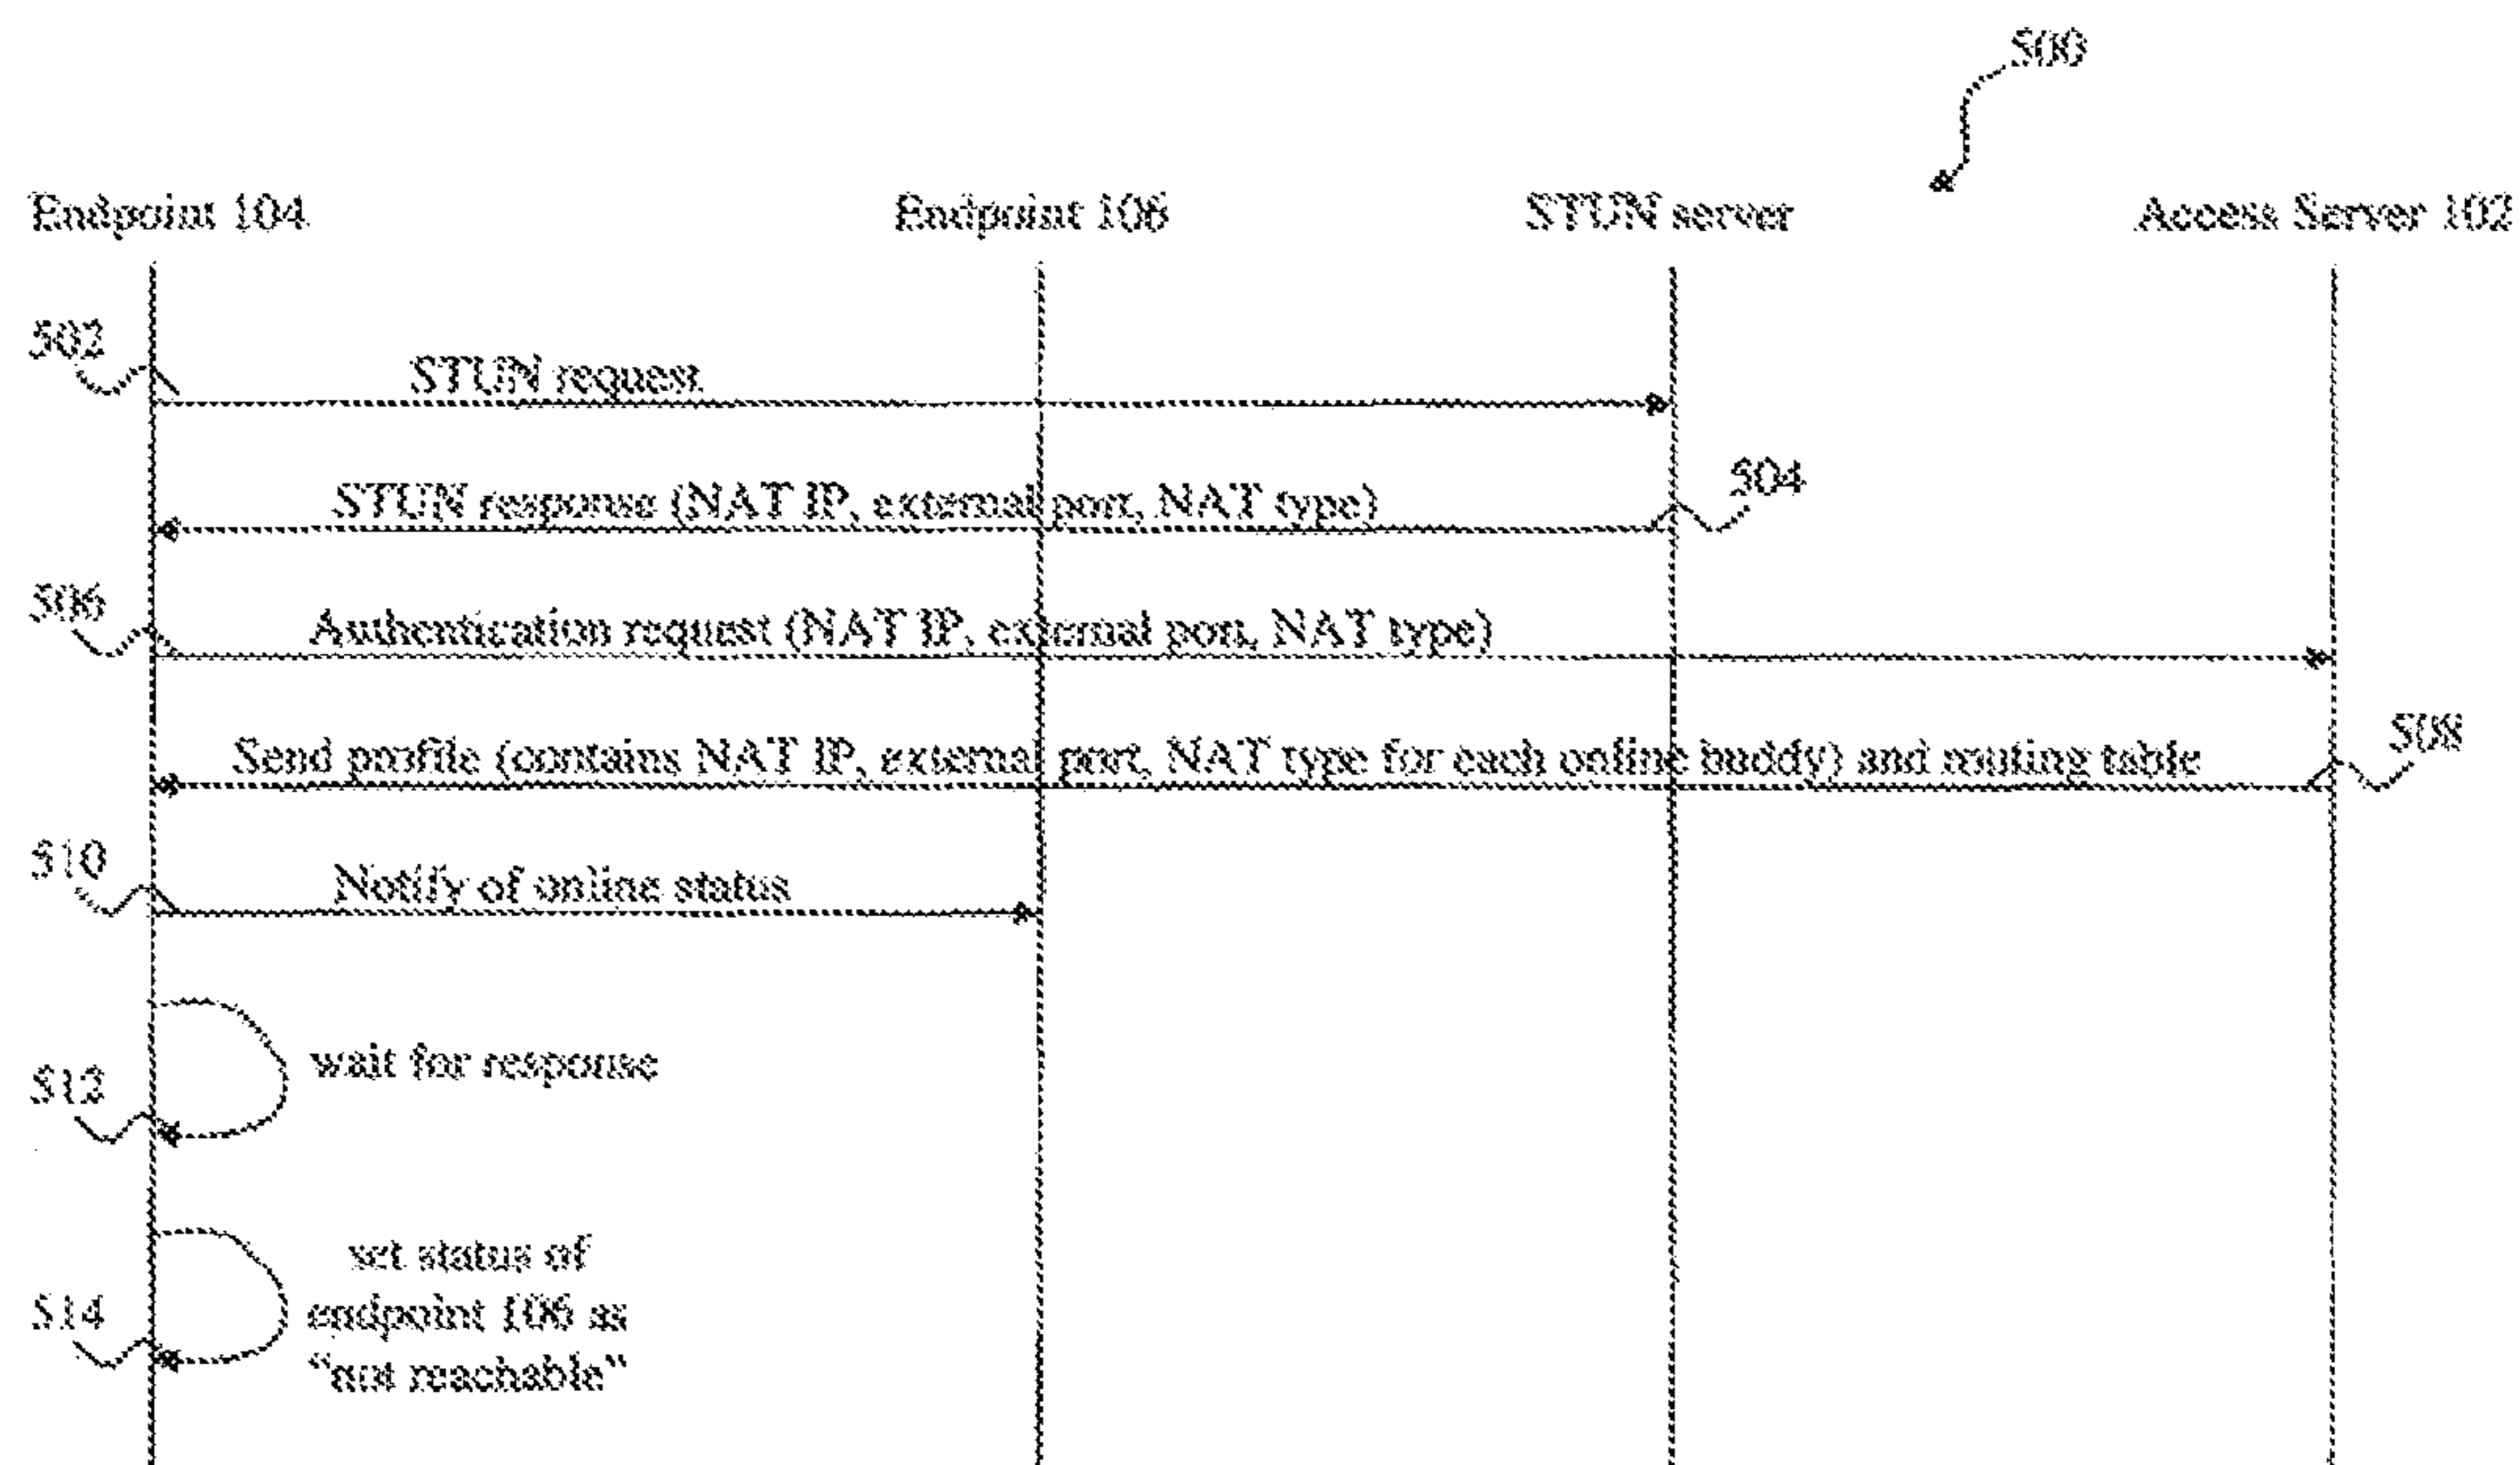 500
Endpoint 104 Endpoint 106 STUN server Access Server 102
502
STUN request
STUN response (NAT IP, external port, NAT type)
504
506
Authentication request (NAT IP, external port, NAT type)
Send profile (contains NAT IP, external port, NAT type for each online buddy) and routing table
508
510
Notify of online status
wait for response
512
set status of
endpoint 106 as
"not reachable"
514